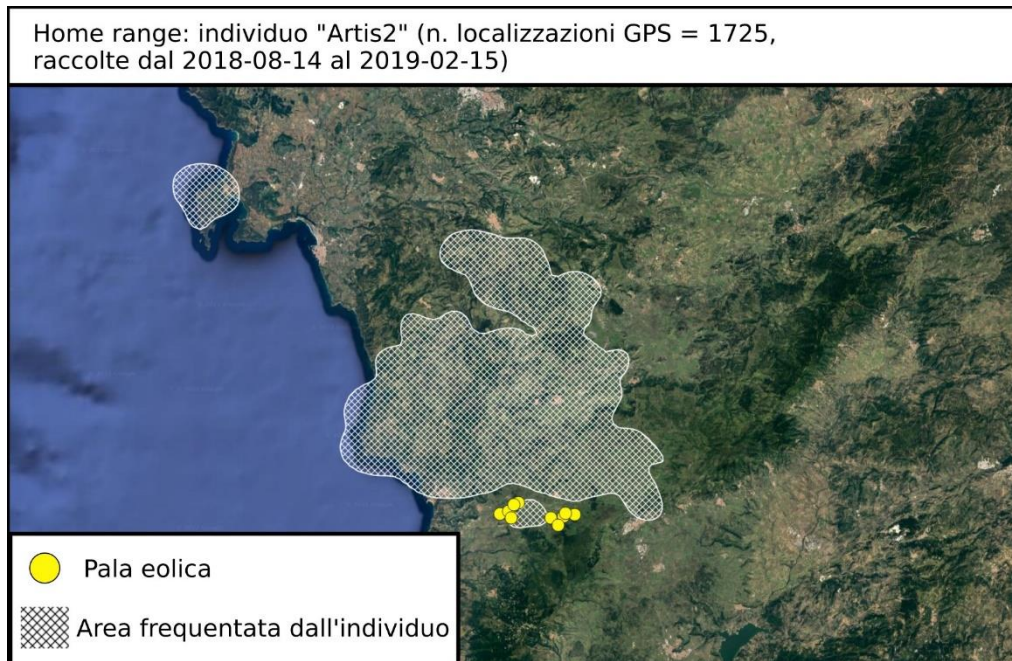 Home range: individuo "Artis2" (n. localizzazioni GPS = 1725,
raccolte dal 2018-08-14 al 2019-02-15)
Pala eolica
Area frequentata dall'individuo